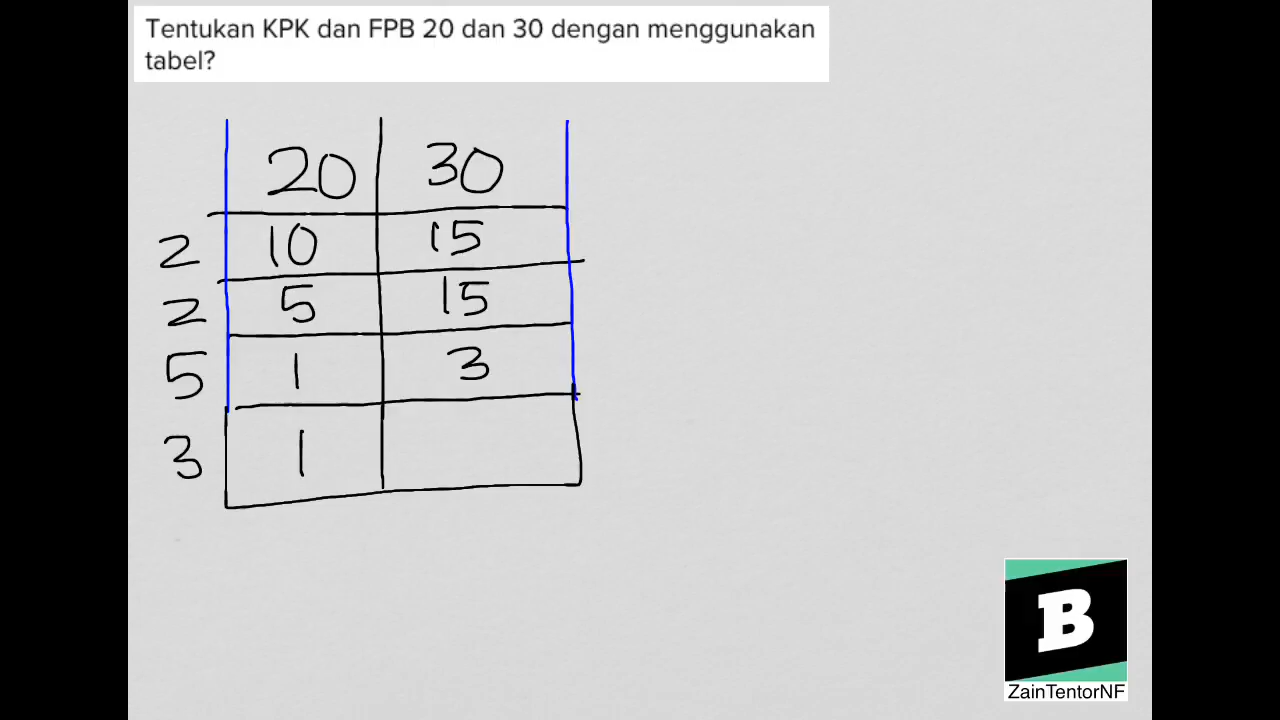 Tentukan KPK dan FPB 20 dan 30 dengan menggunakan
tabel?
20 30
2 10 15
2 5 15
5 1 3
3 1
B
ZainTentorNF